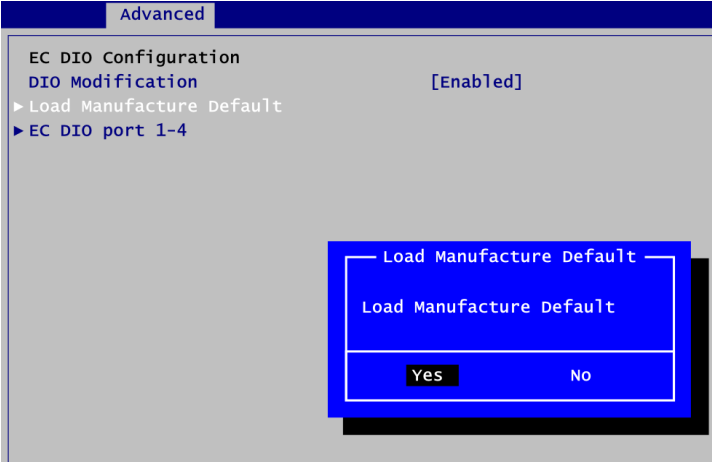 Advanced
EC DIO Configuration
DIO Modification [Enabled]
► Load Manufacture Default
► EC DIO port 1-4
Load Manufacture Default
Load Manufacture Default
Yes No